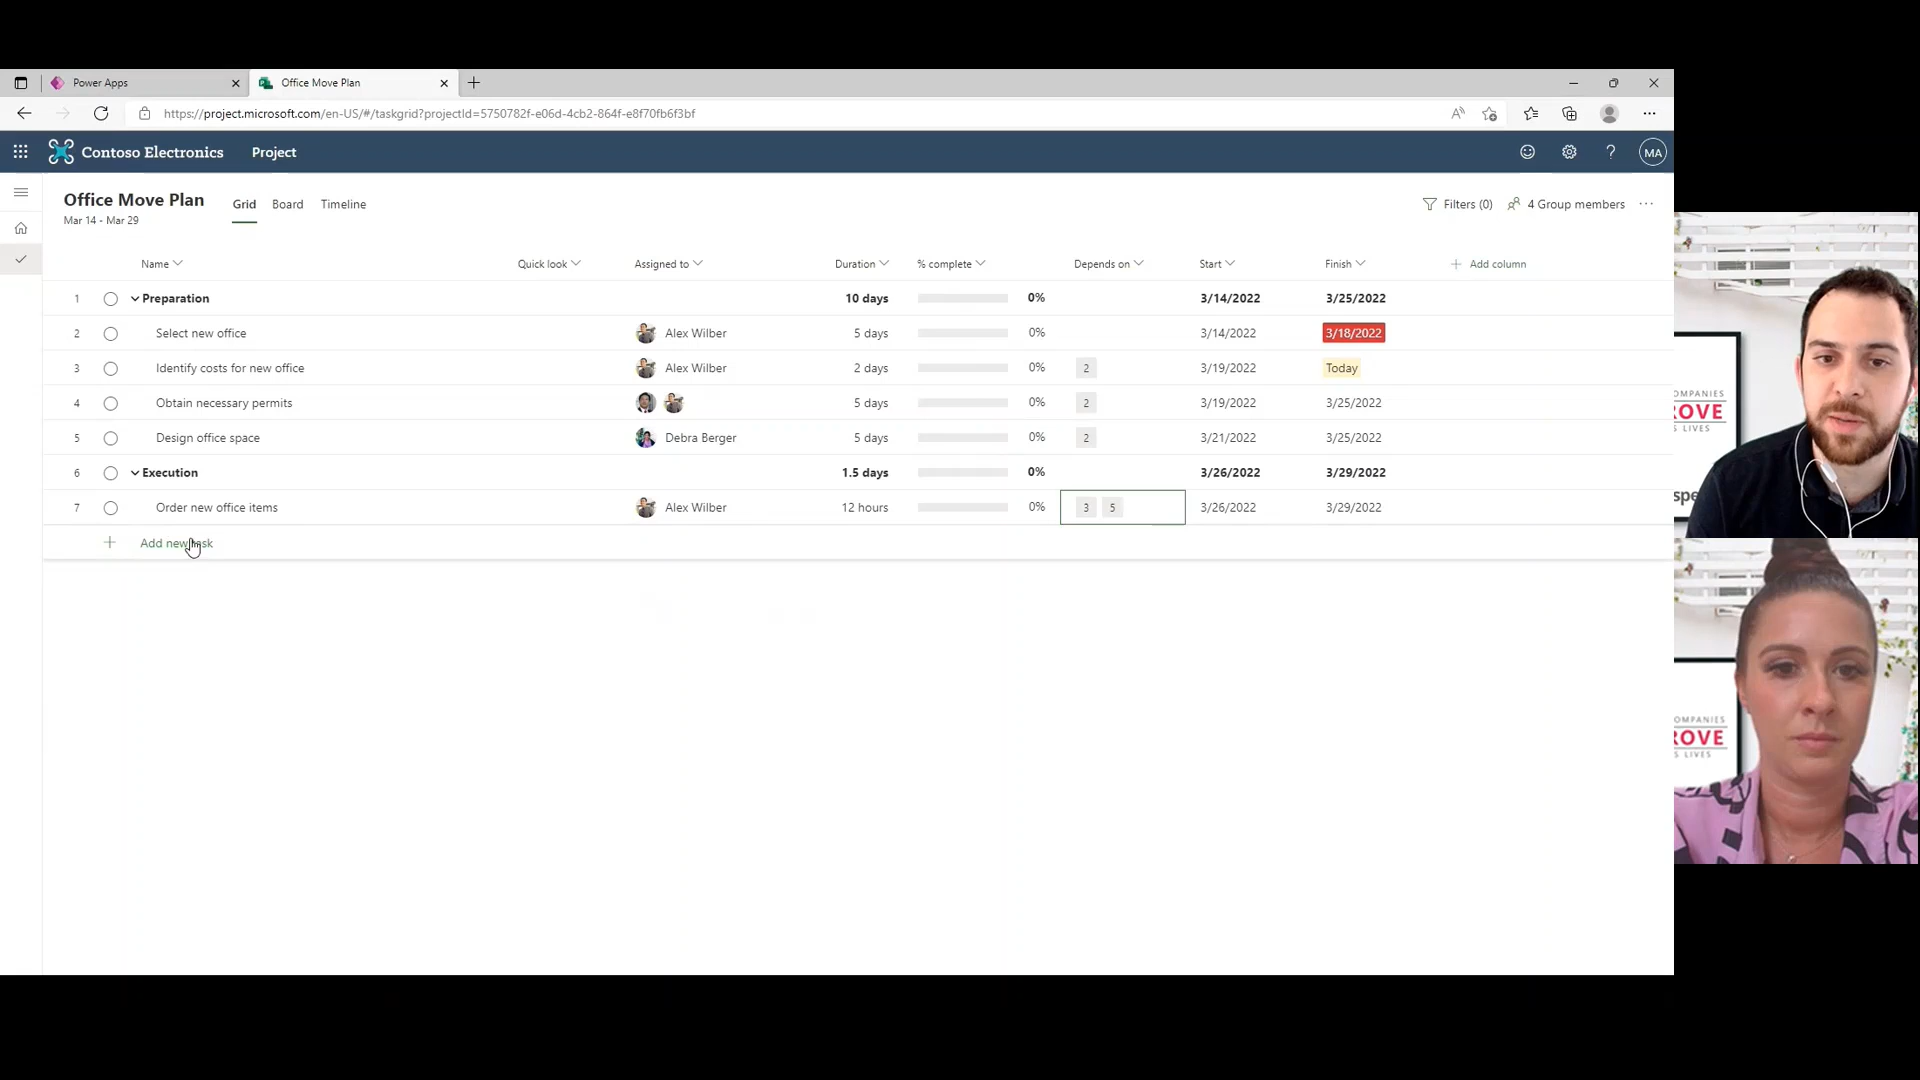 Power Apps
Office Move Plan
https://project.microsoft.com/en-US/#/taskgrid?projectId=5750782f-e06d-4cb2-864f-e8f70fb6f3bf
Contoso Electronics Project
MA
Office Move Plan
Mar 14 - Mar 29
Grid Board Timeline
Filters (0) 4 Group members
Name Quick look Assigned to Duration % complete Depends on Start Finish Add column
1 Preparation 10 days 0% 3/14/2022 3/25/2022
2 Select new office Alex Wilber 5 days 0% 3/14/2022 3/18/2022
3 Identify costs for new office Alex Wilber 2 days 0% 2 3/19/2022 Today
4 Obtain necessary permits 5 days 0% 2 3/19/2022 3/25/2022
5 Design office space Debra Berger 5 days 0% 2 3/21/2022 3/25/2022
6 Execution 1.5 days 0% 3/26/2022 3/29/2022
7 Order new office items Alex Wilber 12 hours 0% 3 5 3/26/2022 3/29/2022
Add new task
OMPANIES
ROVE
S LIVES
spe
OMPANIES
ROVE
S LIVES